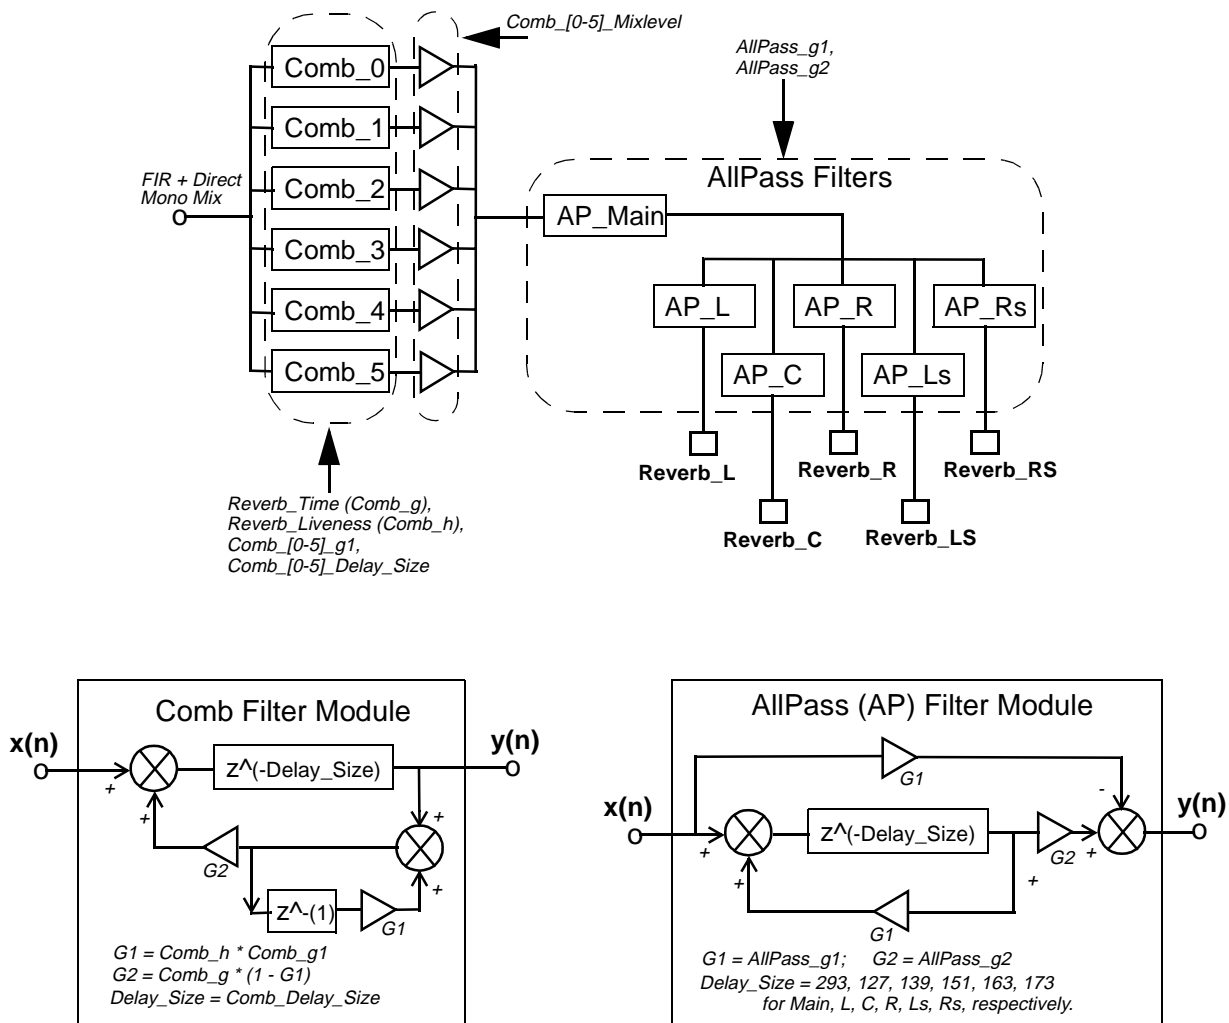 Comb_[0-5]_Mixlevel
AllPass_g1,
AllPass_g2
Comb_0
Comb_1
Comb_2
Comb_3
Comb_4
Comb_5
FIR + Direct
Mono Mix
AllPass Filters
AP_Main
AP_L
AP_R
AP_Rs
AP_C
AP_Ls
Reverb_L
Reverb_R
Reverb_RS
Reverb_C
Reverb_LS
Reverb_Time (Comb_g),
Reverb_Liveness (Comb_h),
Comb_[0-5]_g1,
Comb_[0-5]_Delay_Size
Comb Filter Module
x(n)
y(n)
z^(-Delay_Size)
+
+
+
G2
+
z^-(1)
G1
G1 = Comb_h * Comb_g1
G2 = Comb_g * (1 - G1)
Delay_Size = Comb_Delay_Size
AllPass (AP) Filter Module
G1
-
x(n)
y(n)
z^(-Delay_Size)
+
G2
+
+
+
G1
G1 = AllPass_g1; G2 = AllPass_g2
Delay_Size = 293, 127, 139, 151, 163, 173
for Main, L, C, R, Ls, Rs, respectively.